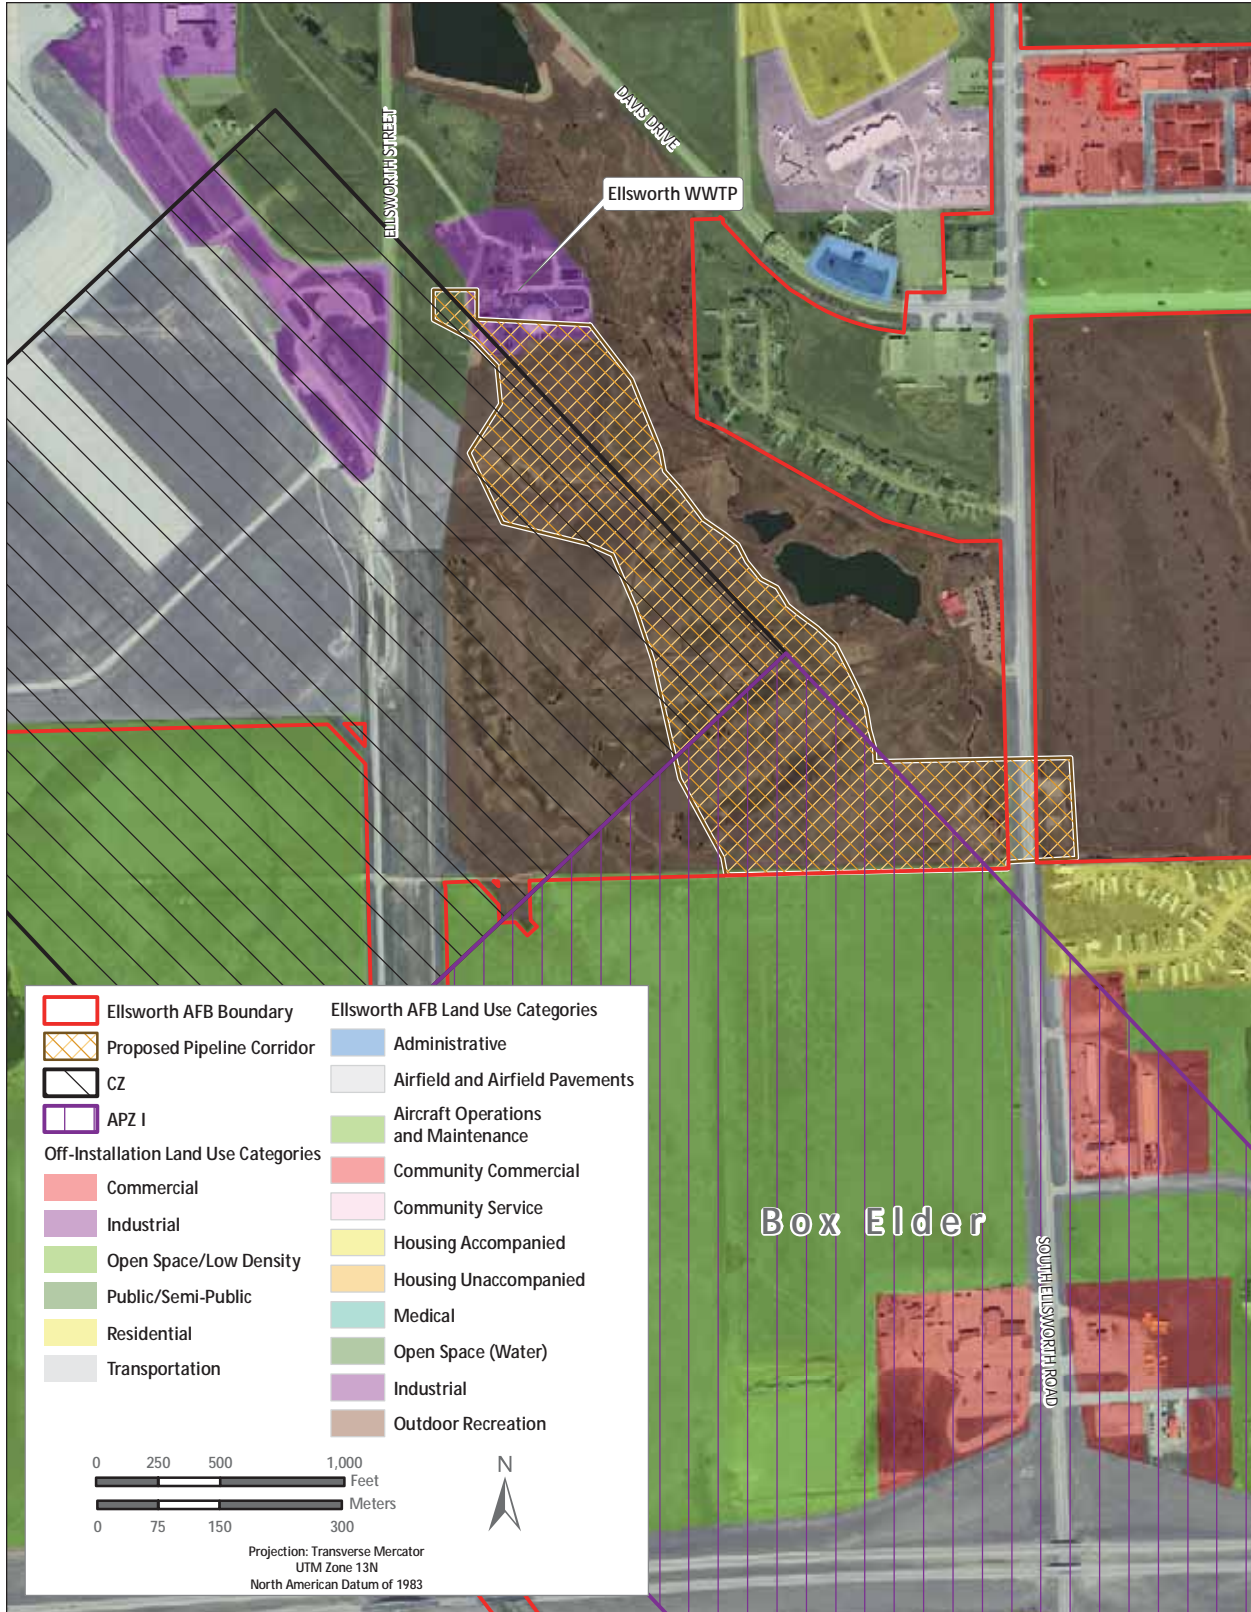 DAVIS DRIVE
ELLSWORTH STREET
Ellsworth WWTP
Box Elder
SOUTH ELLSWORTH ROAD
Ellsworth AFB Boundary
Proposed Pipeline Corridor
CZ
APZ I
Off-Installation Land Use Categories
Commercial
Industrial
Open Space/Low Density
Public/Semi-Public
Residential
Transportation
Ellsworth AFB Land Use Categories
Administrative
Airfield and Airfield Pavements
Aircraft Operations
and Maintenance
Community Commercial
Community Service
Housing Accompanied
Housing Unaccompanied
Medical
Open Space (Water)
Industrial
Outdoor Recreation
0 250 500 1,000
Feet
Meters
0 75 150 300
N
Projection: Transverse Mercator
UTM Zone 13N
North American Datum of 1983